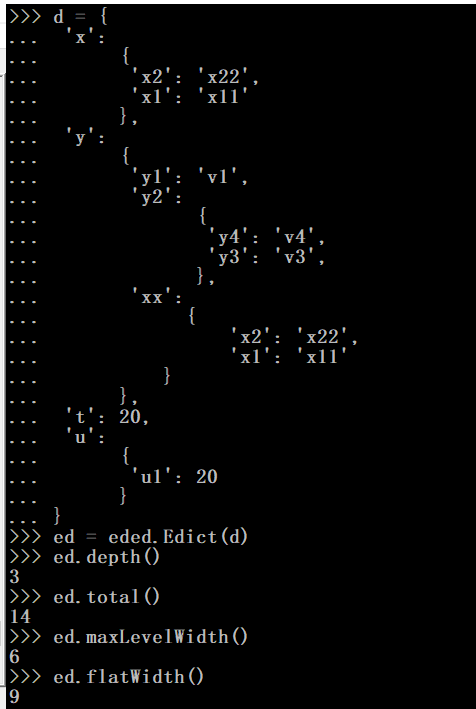 >>> d = {
...     'x':
...         {
...          'x2': 'x22',
...          'x1': 'x11'
...         },
...     'y':
...         {
...          'y1': 'v1',
...          'y2':
...               {
...                'y4': 'v4',
...                'y3': 'v3',
...               },
...          'xx':
...              {
...                  'x2': 'x22',
...                  'x1': 'x11'
...            }
...         },
...     't': 20,
...     'u':
...         {
...          'u1': 20
...         }
... }
>>> ed = eded.Edict(d)
>>> ed.depth()
3
>>> ed.total()
14
>>> ed.maxLevelWidth()
6
>>> ed.flatWidth()
9